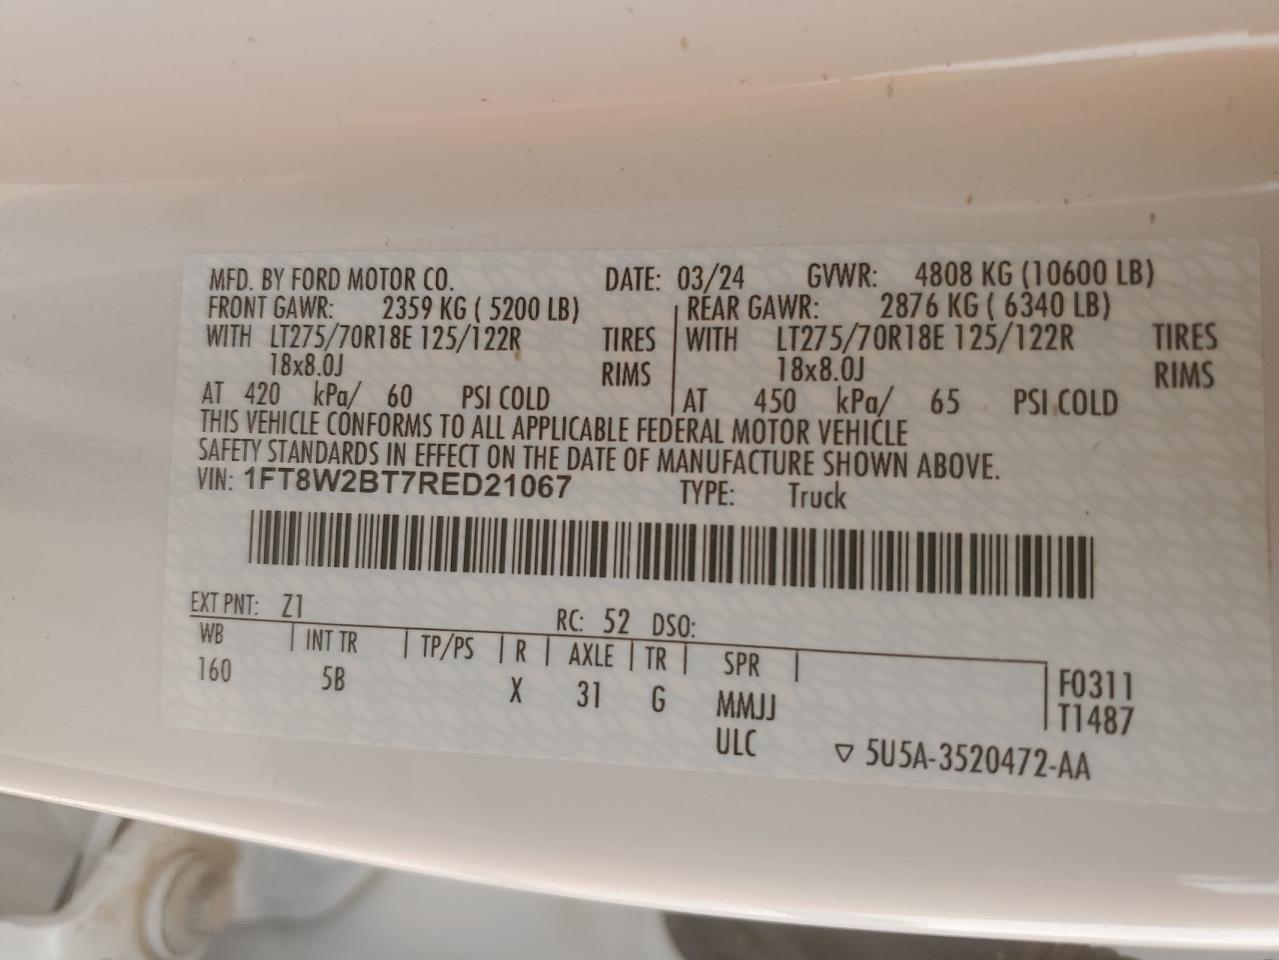 MFD. BY FORD MOTOR CO. DATE: 03/24 GVWR: 4808 KG (10600 LB)
FRONT GAWR: 2359 KG ( 5200 LB) REAR GAWR: 2876 KG ( 6340 LB)
WITH LT275/70R18E 125/122R TIRES WITH LT275/70R18E 125/122R TIRES
18x8.0J RIMS 18x8.0J RIMS
AT 420 kPa/ 60 PSI COLD AT 450 kPa/ 65 PSI COLD
THIS VEHICLE CONFORMS TO ALL APPLICABLE FEDERAL MOTOR VEHICLE
SAFETY STANDARDS IN EFFECT ON THE DATE OF MANUFACTURE SHOWN ABOVE.
VIN: 1FT8W2BT7RED21067 TYPE: Truck
EXT PNT: Z1 RC: 52 DSO:
WB | INT TR | TP/PS | R | AXLE | TR | SPR | F0311
160 5B X 31 G MMJJ T1487
ULC ▽ 5U5A-3520472-AA